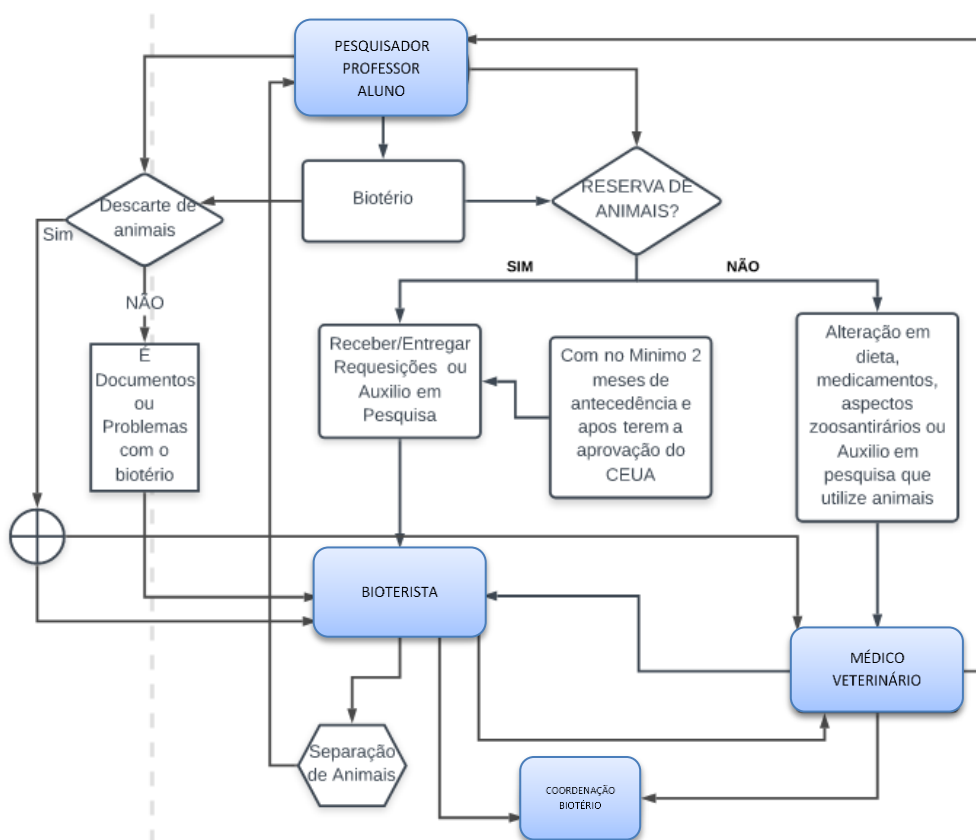 PESQUISADOR
PROFESSOR
ALUNO
Biotério
RESERVA DE
ANIMAIS?
Descarte de
animais
Sim
NÃO
SIM
NÃO
É
Documentos
ou
Problemas
com o
biotério
Receber/Entregar
Requesições ou
Auxilio em
Pesquisa
Com no Minimo 2
meses de
antecedência e
apos terem a
aprovação do
CEUA
Alteração em
dieta,
medicamentos,
aspectos
zoosantirários ou
Auxilio em
pesquisa que
utilize animais
BIOTERISTA
MÉDICO
VETERINÁRIO
Separação
de Animais
COORDENAÇÃO
BIOTÉRIO